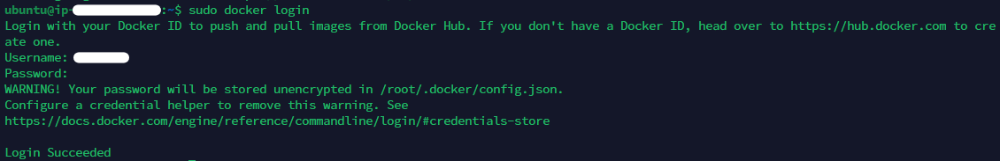 ubuntu@ip-:~$ sudo docker login
Login with your Docker ID to push and pull images from Docker Hub. If you don't have a Docker ID, head over to https://hub.docker.com to cre
ate one.
Username:
Password:
WARNING! Your password will be stored unencrypted in /root/.docker/config.json.
Configure a credential helper to remove this warning. See
https://docs.docker.com/engine/reference/commandline/login/#credentials-store
Login Succeeded